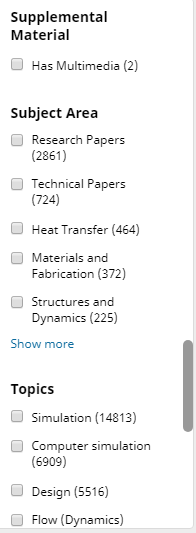 Supplemental
Material
Has Multimedia (2)
Subject Area
Research Papers
(2861)
Technical Papers
(724)
Heat Transfer (464)
Materials and
Fabrication (372)
Structures and
Dynamics (225)
Show more
Topics
Simulation (14813)
Computer simulation
(6909)
Design (5516)
Flow (Dynamics)